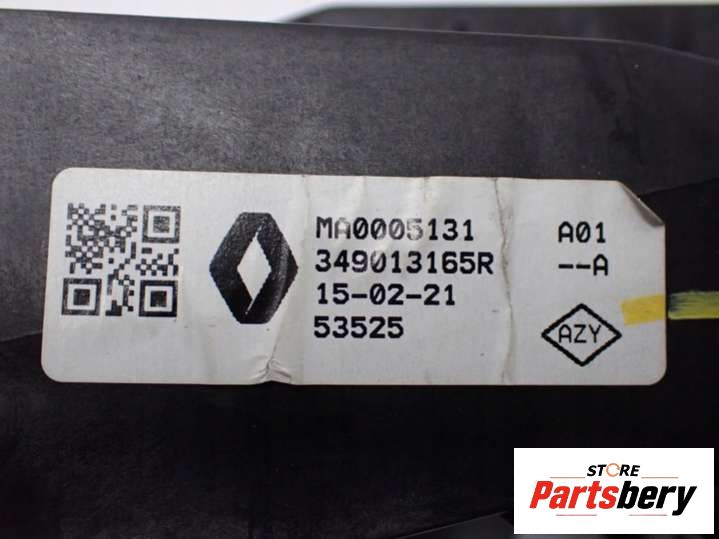 MA0005131
349013165R
15-02-21
53525
A01
--A
AZY
STORE
Partsbery